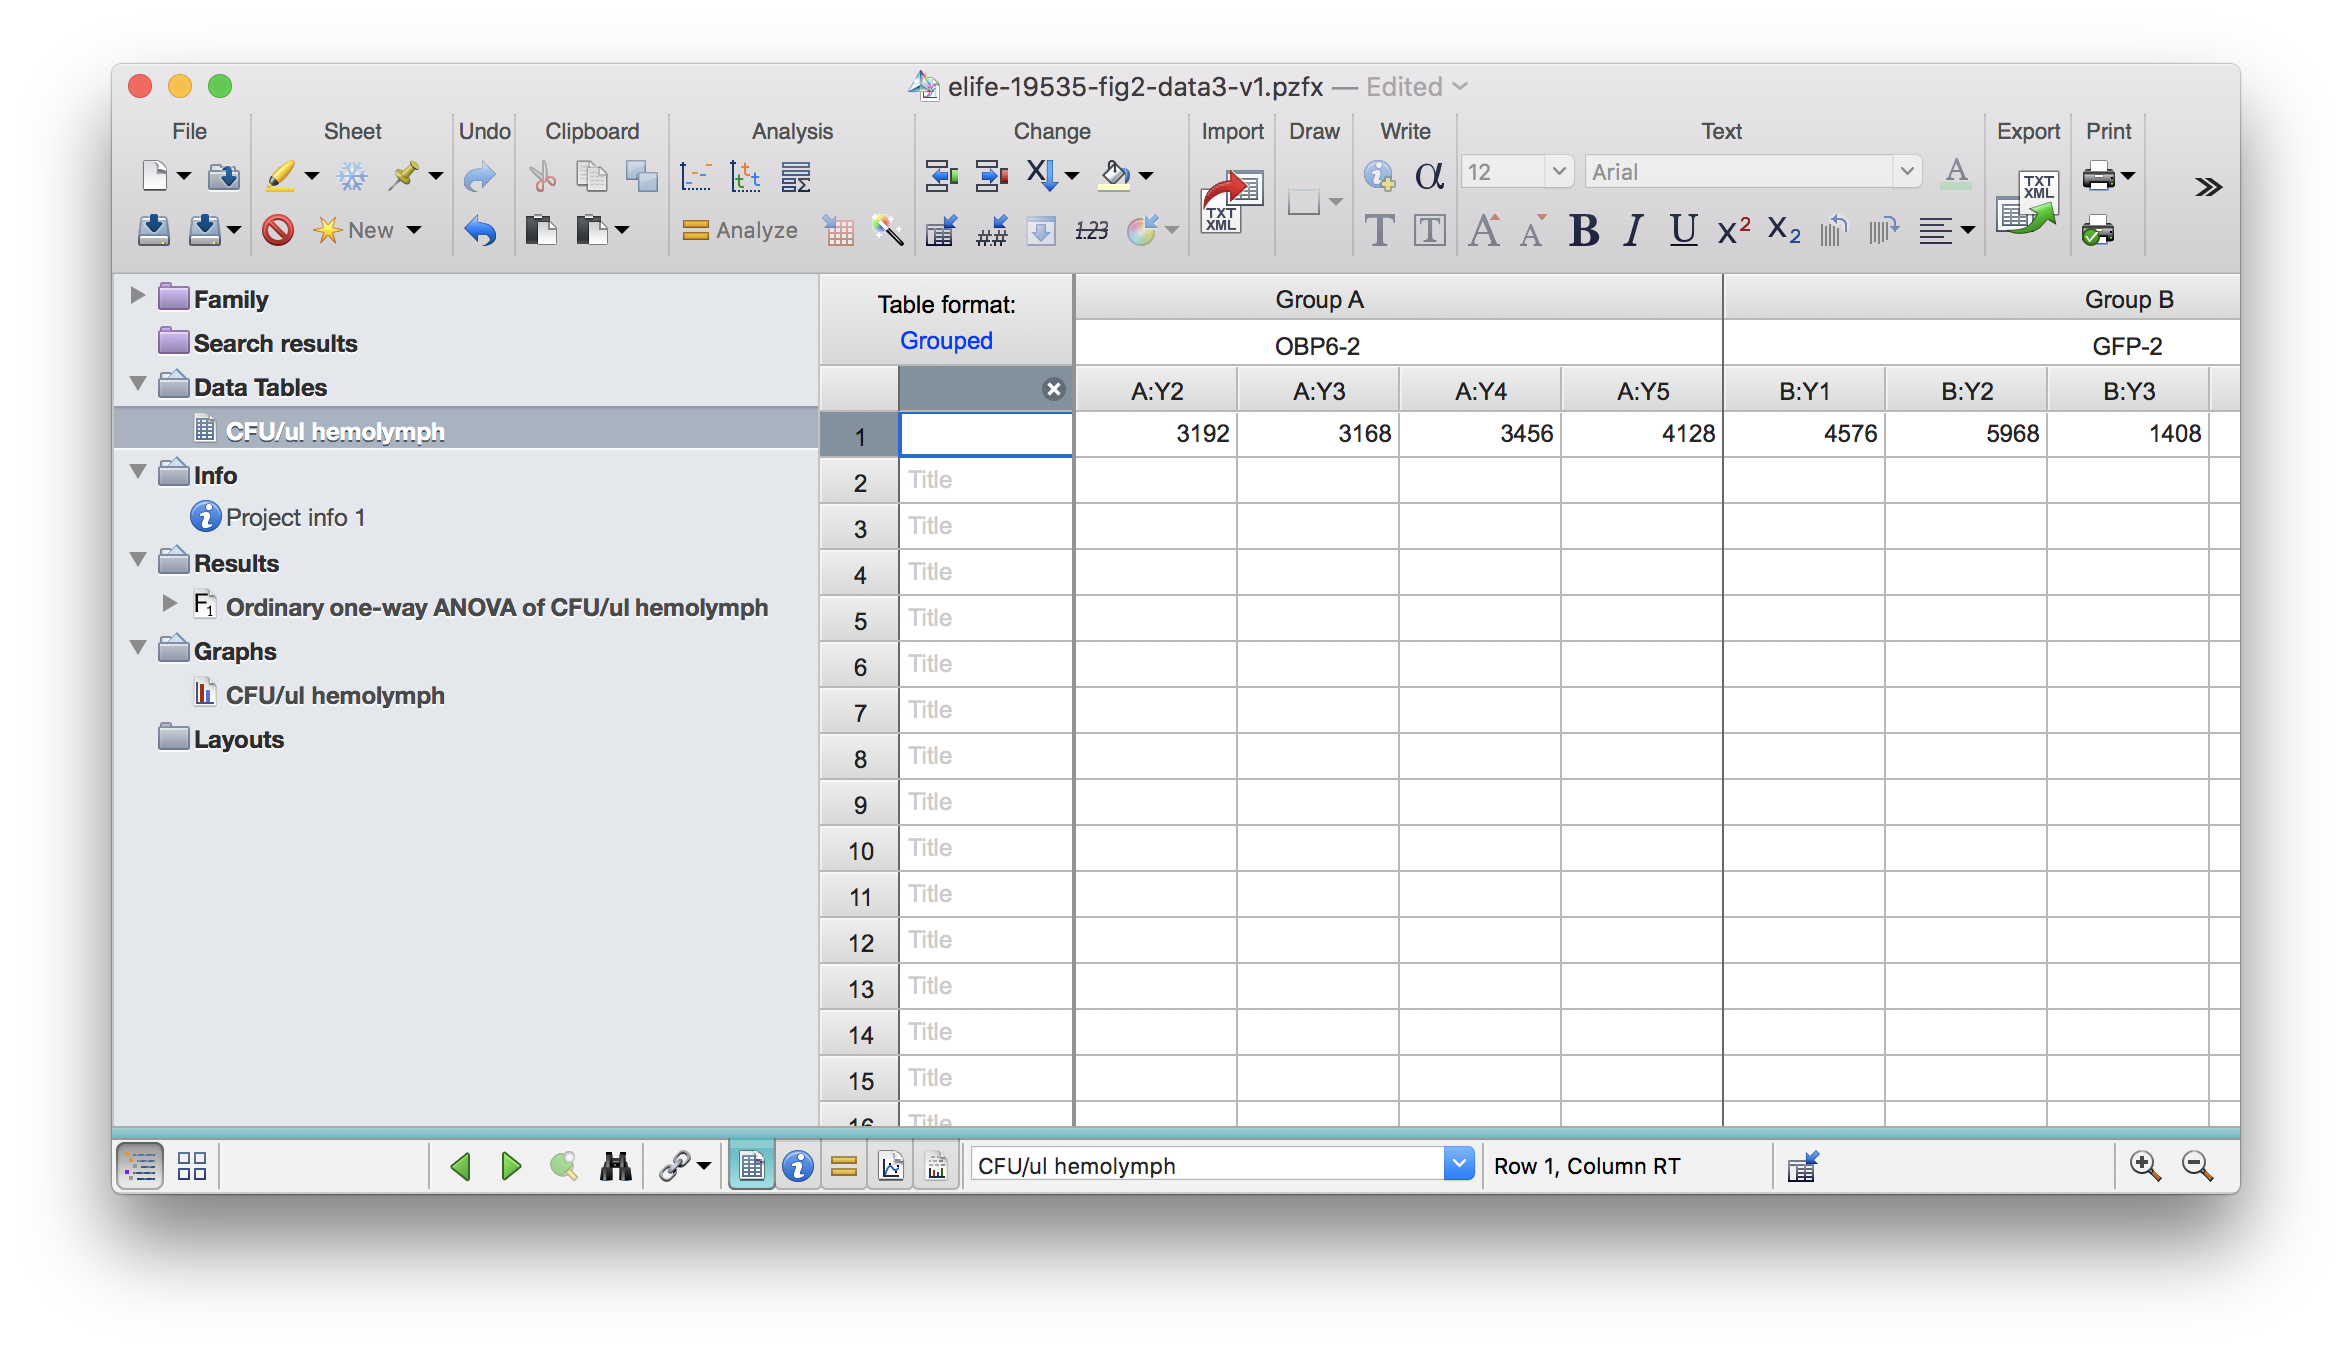 elife-19535-fig2-data3-v1.pzfx — Edited
File Sheet Undo Clipboard Analysis Change Import Draw Write Text Export Print
12 Arial
New Analyze
Family
Search results
Data Tables
CFU/ul hemolymph
Info
Project info 1
Results
Ordinary one-way ANOVA of CFU/ul hemolymph
Graphs
CFU/ul hemolymph
Layouts
Table format:
Grouped
Group A Group B
OBP6-2 GFP-2
A:Y2 A:Y3 A:Y4 A:Y5 B:Y1 B:Y2 B:Y3
1 3192 3168 3456 4128 4576 5968 1408
2 Title
3 Title
4 Title
5 Title
6 Title
7 Title
8 Title
9 Title
10 Title
11 Title
12 Title
13 Title
14 Title
15 Title
16 Title
CFU/ul hemolymph Row 1, Column RT